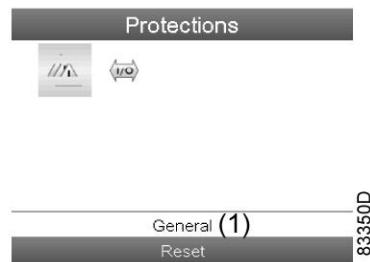 Protections
I/O
General (1)
Reset
83350D